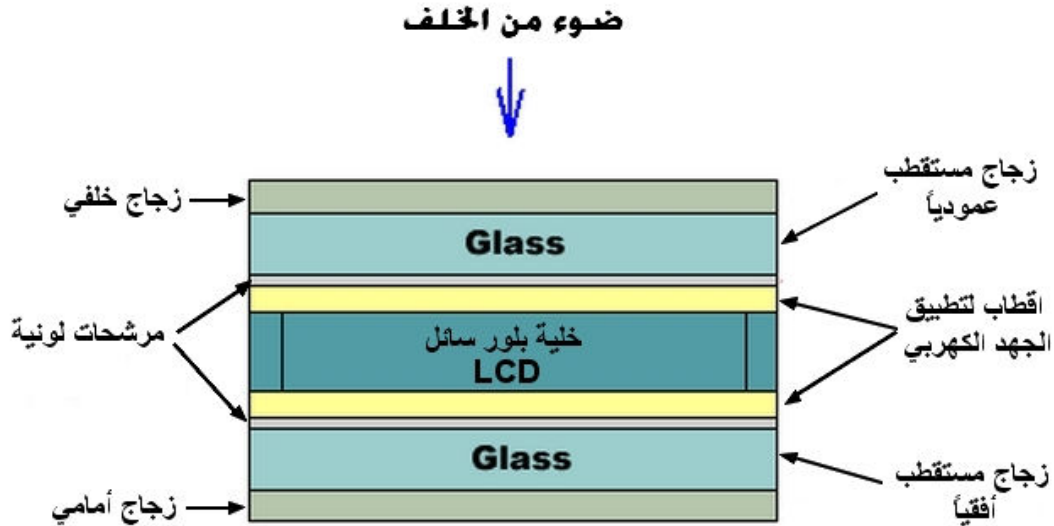 ضوء من الخلف
زجاج مستقطب
عمودياً
زجاج خلفي
Glass
اقطاب لتطبيق
الجهد الكهربي
مرشحات لونية
خلية بلور سائل
LCD
Glass
زجاج مستقطب
أفقياً
زجاج أمامي